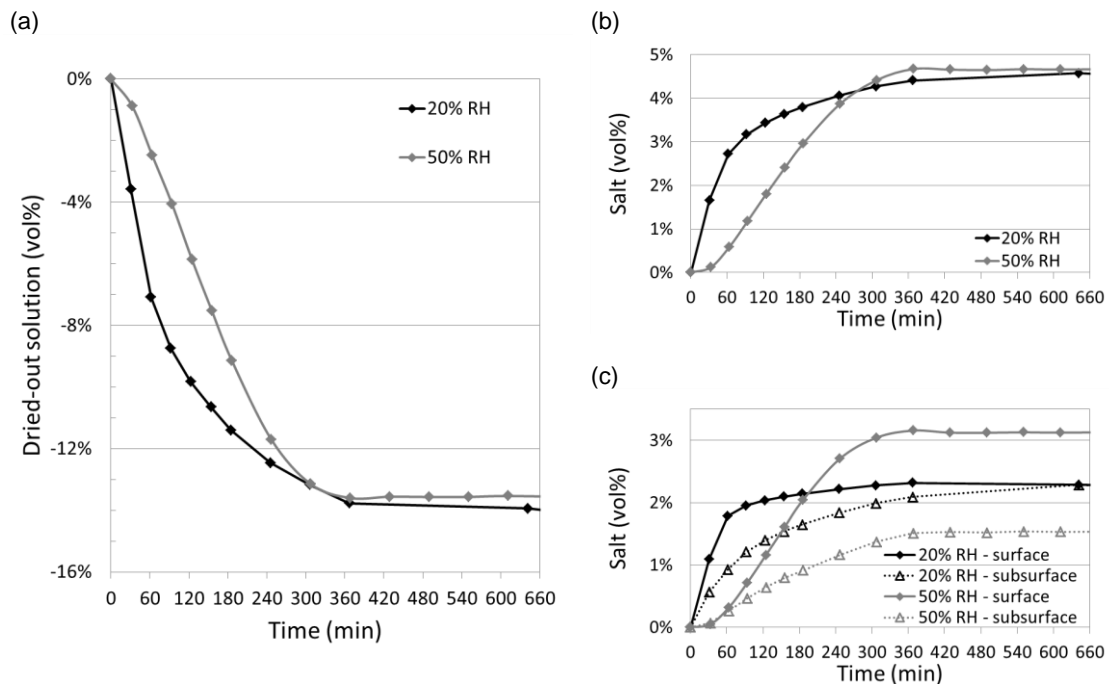 (a)
0%
-4%
-8%
-12%
-16%
Dried-out solution (vol%)
20% RH
50% RH
0 60 120 180 240 300 360 420 480 540 600 660
Time (min)
(b)
5%
4%
3%
2%
1%
0%
Salt (vol%)
20% RH
50% RH
0 60 120 180 240 300 360 420 480 540 600 660
Time (min)
(c)
3%
2%
1%
0%
Salt (vol%)
20% RH - surface
20% RH - subsurface
50% RH - surface
50% RH - subsurface
0 60 120 180 240 300 360 420 480 540 600 660
Time (min)